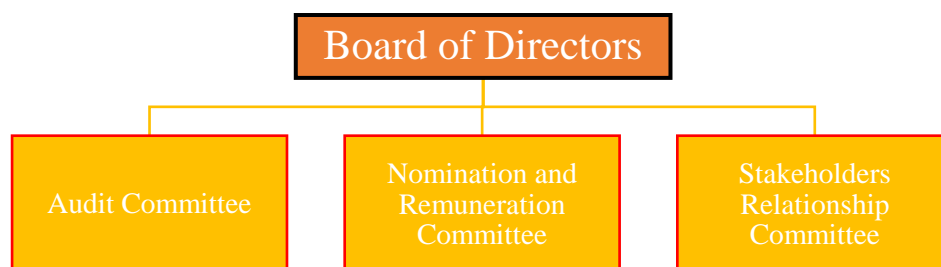 Board of Directors
Audit Committee
Nomination and
Remuneration
Committee
Stakeholders
Relationship
Committee